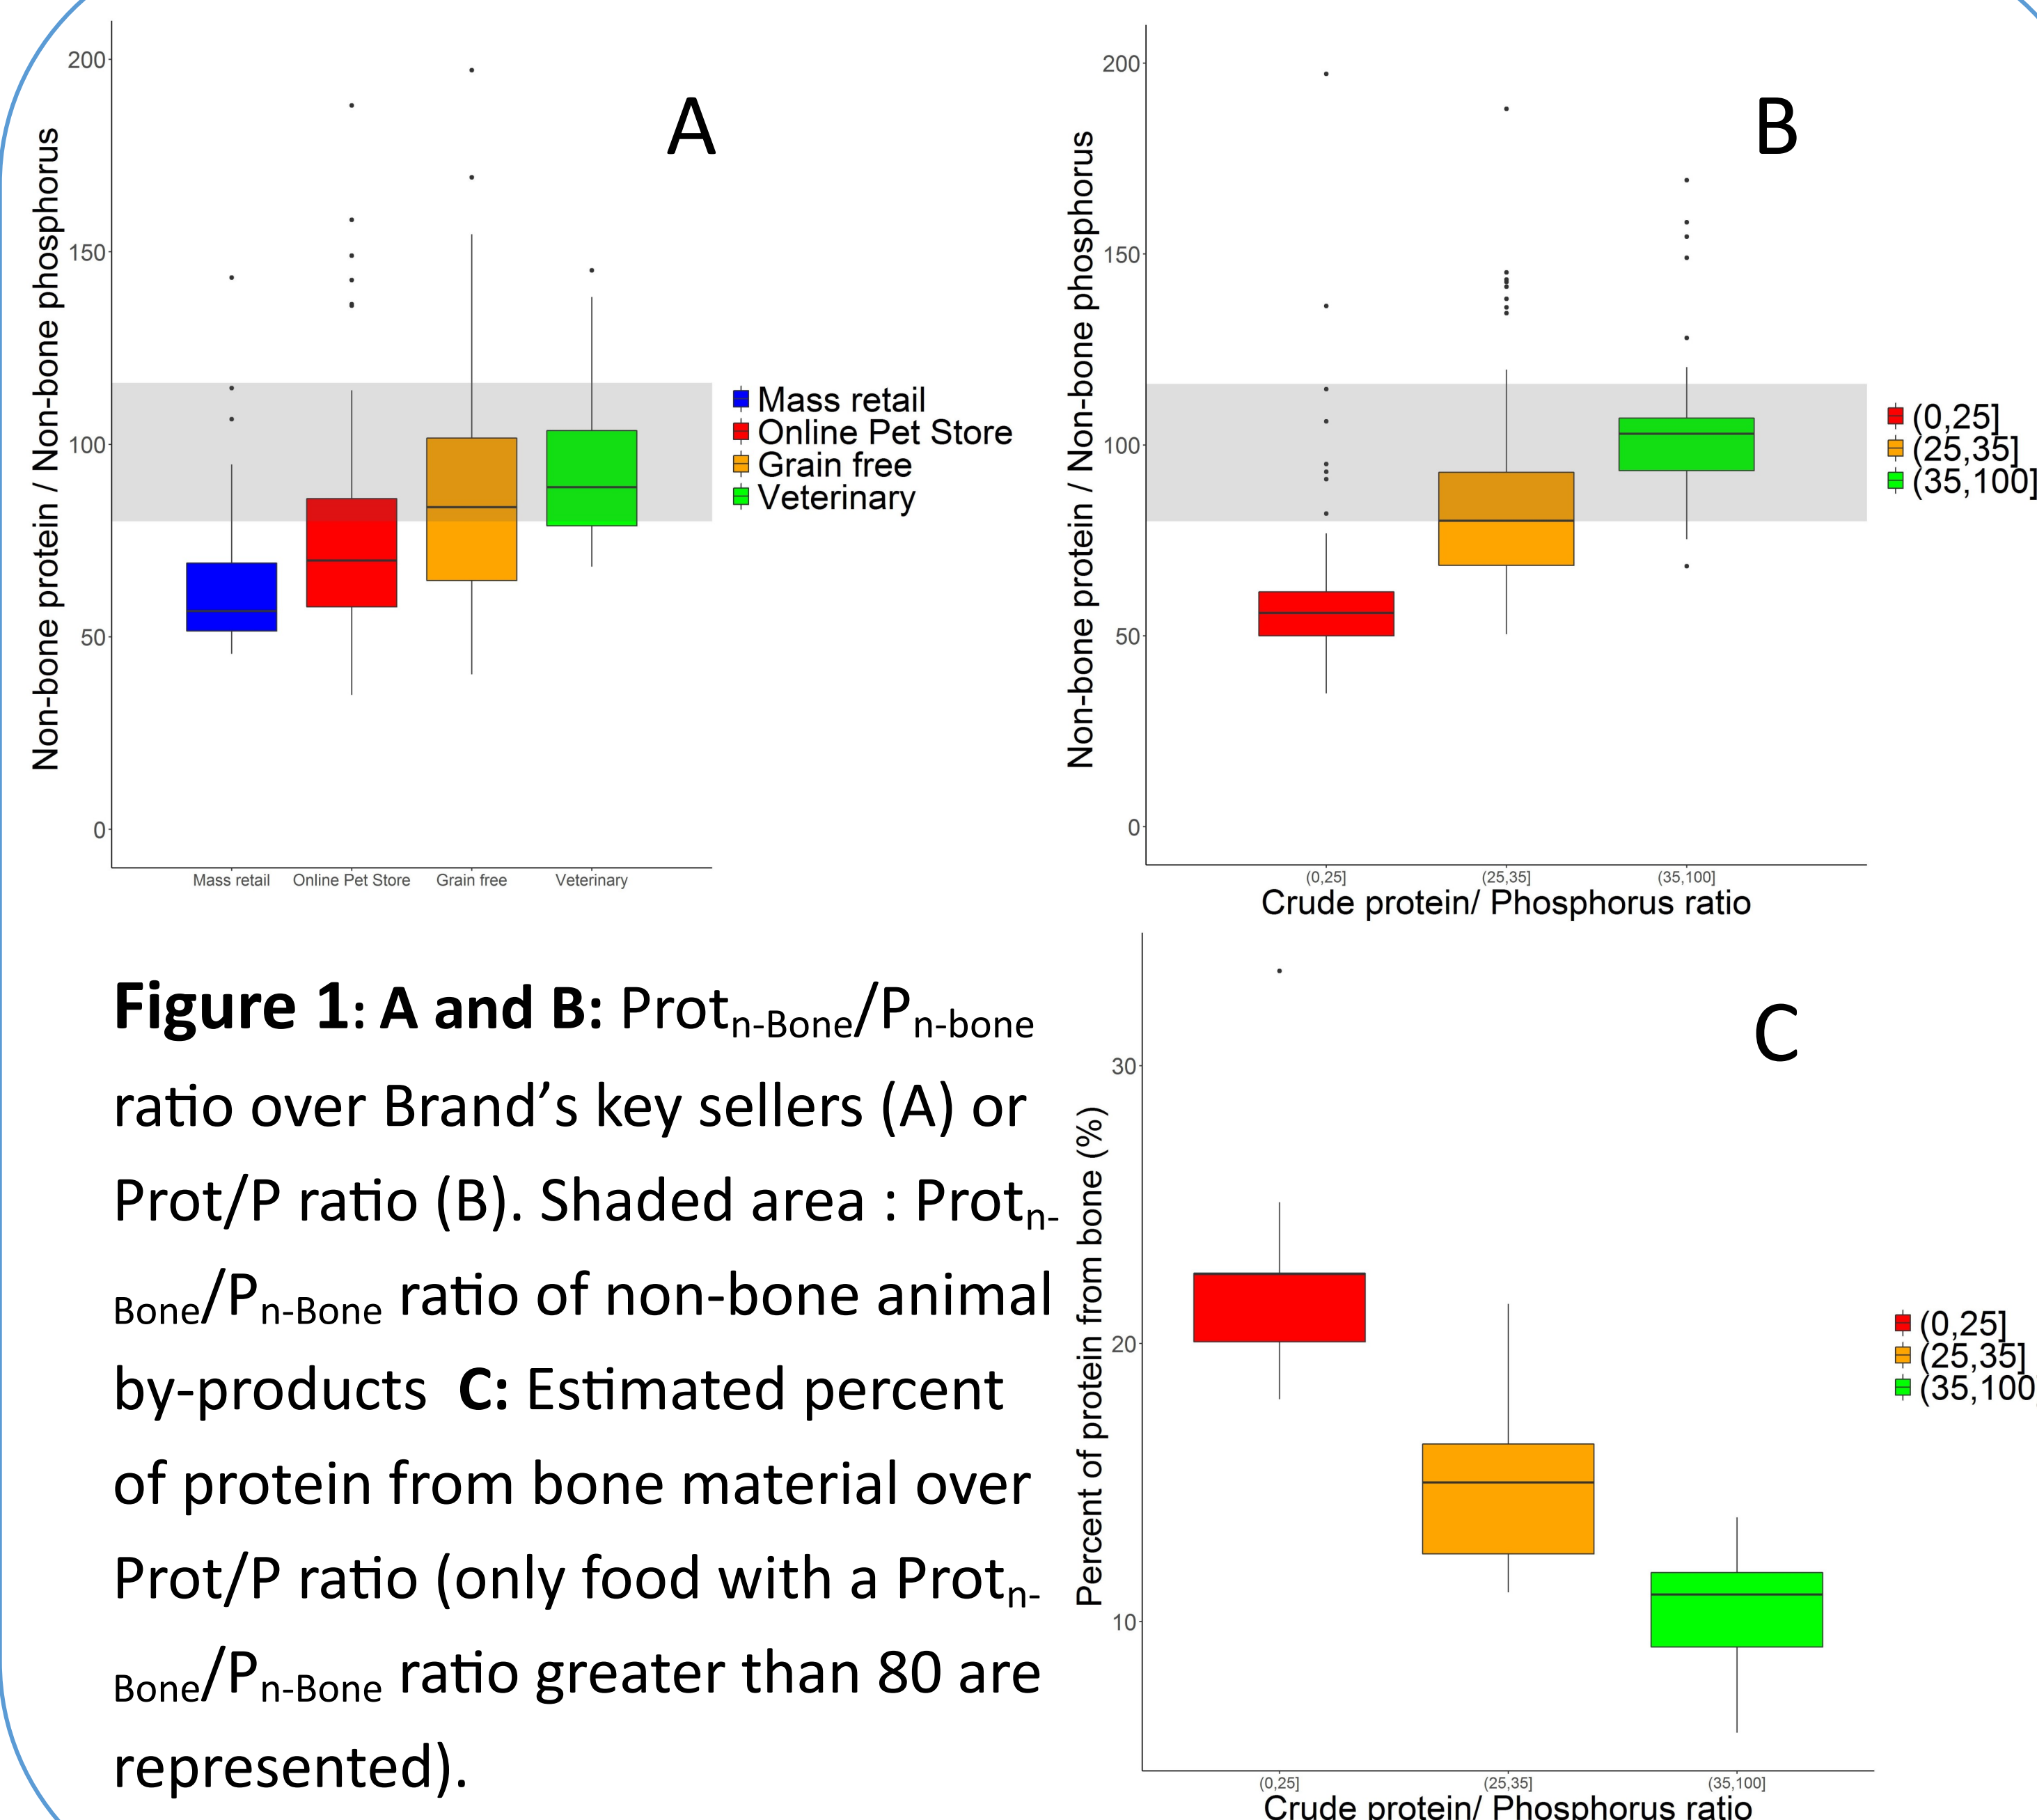 A
Non-bone protein / Non-bone phosphorus
200
150
100
50
0
Mass retail
Online Pet Store
Grain free
Veterinary
Mass retail Online Pet Store Grain free Veterinary
B
Non-bone protein / Non-bone phosphorus
200
150
100
50
0
(0,25]
(25,35]
(35,100]
(0,25] (25,35] (35,100]
Crude protein/ Phosphorus ratio
Figure 1: A and B: Prot n-Bone/P n-bone
ratio over Brand’s key sellers (A) or
Prot/P ratio (B). Shaded area : Prot n-
Bone/P n-Bone ratio of non-bone animal
by-products C: Estimated percent
of protein from bone material over
Prot/P ratio (only food with a Prot n-
Bone/P n-Bone ratio greater than 80 are
represented).
C
Percent of protein from bone (%)
30
20
10
(0,25]
(25,35]
(35,100
(0,25] (25,35] (35,100]
Crude protein/ Phosphorus ratio